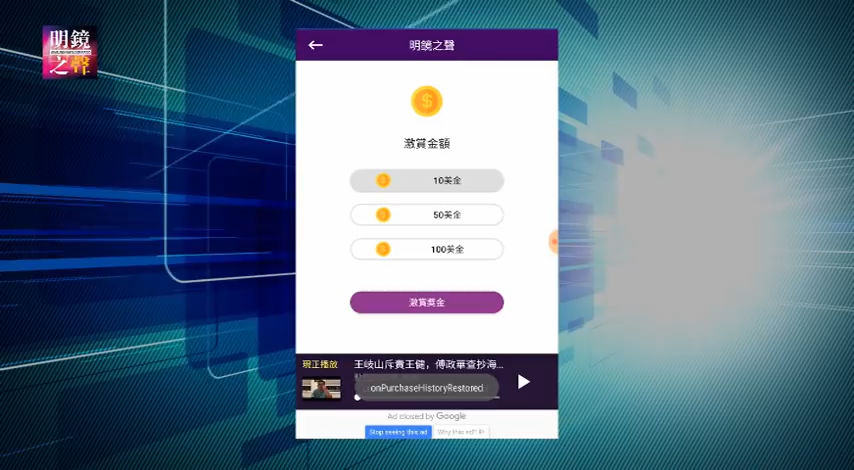 明鏡
之聲
明鏡之聲
激賞金額
10美金
50美金
100美金
激賞獎金
現正播放
王岐山斥責王健，傅政華查抄海...
onPurchaseHistoryRestored
Ad closed by Google
Stop seeing this ad
Why this ad?